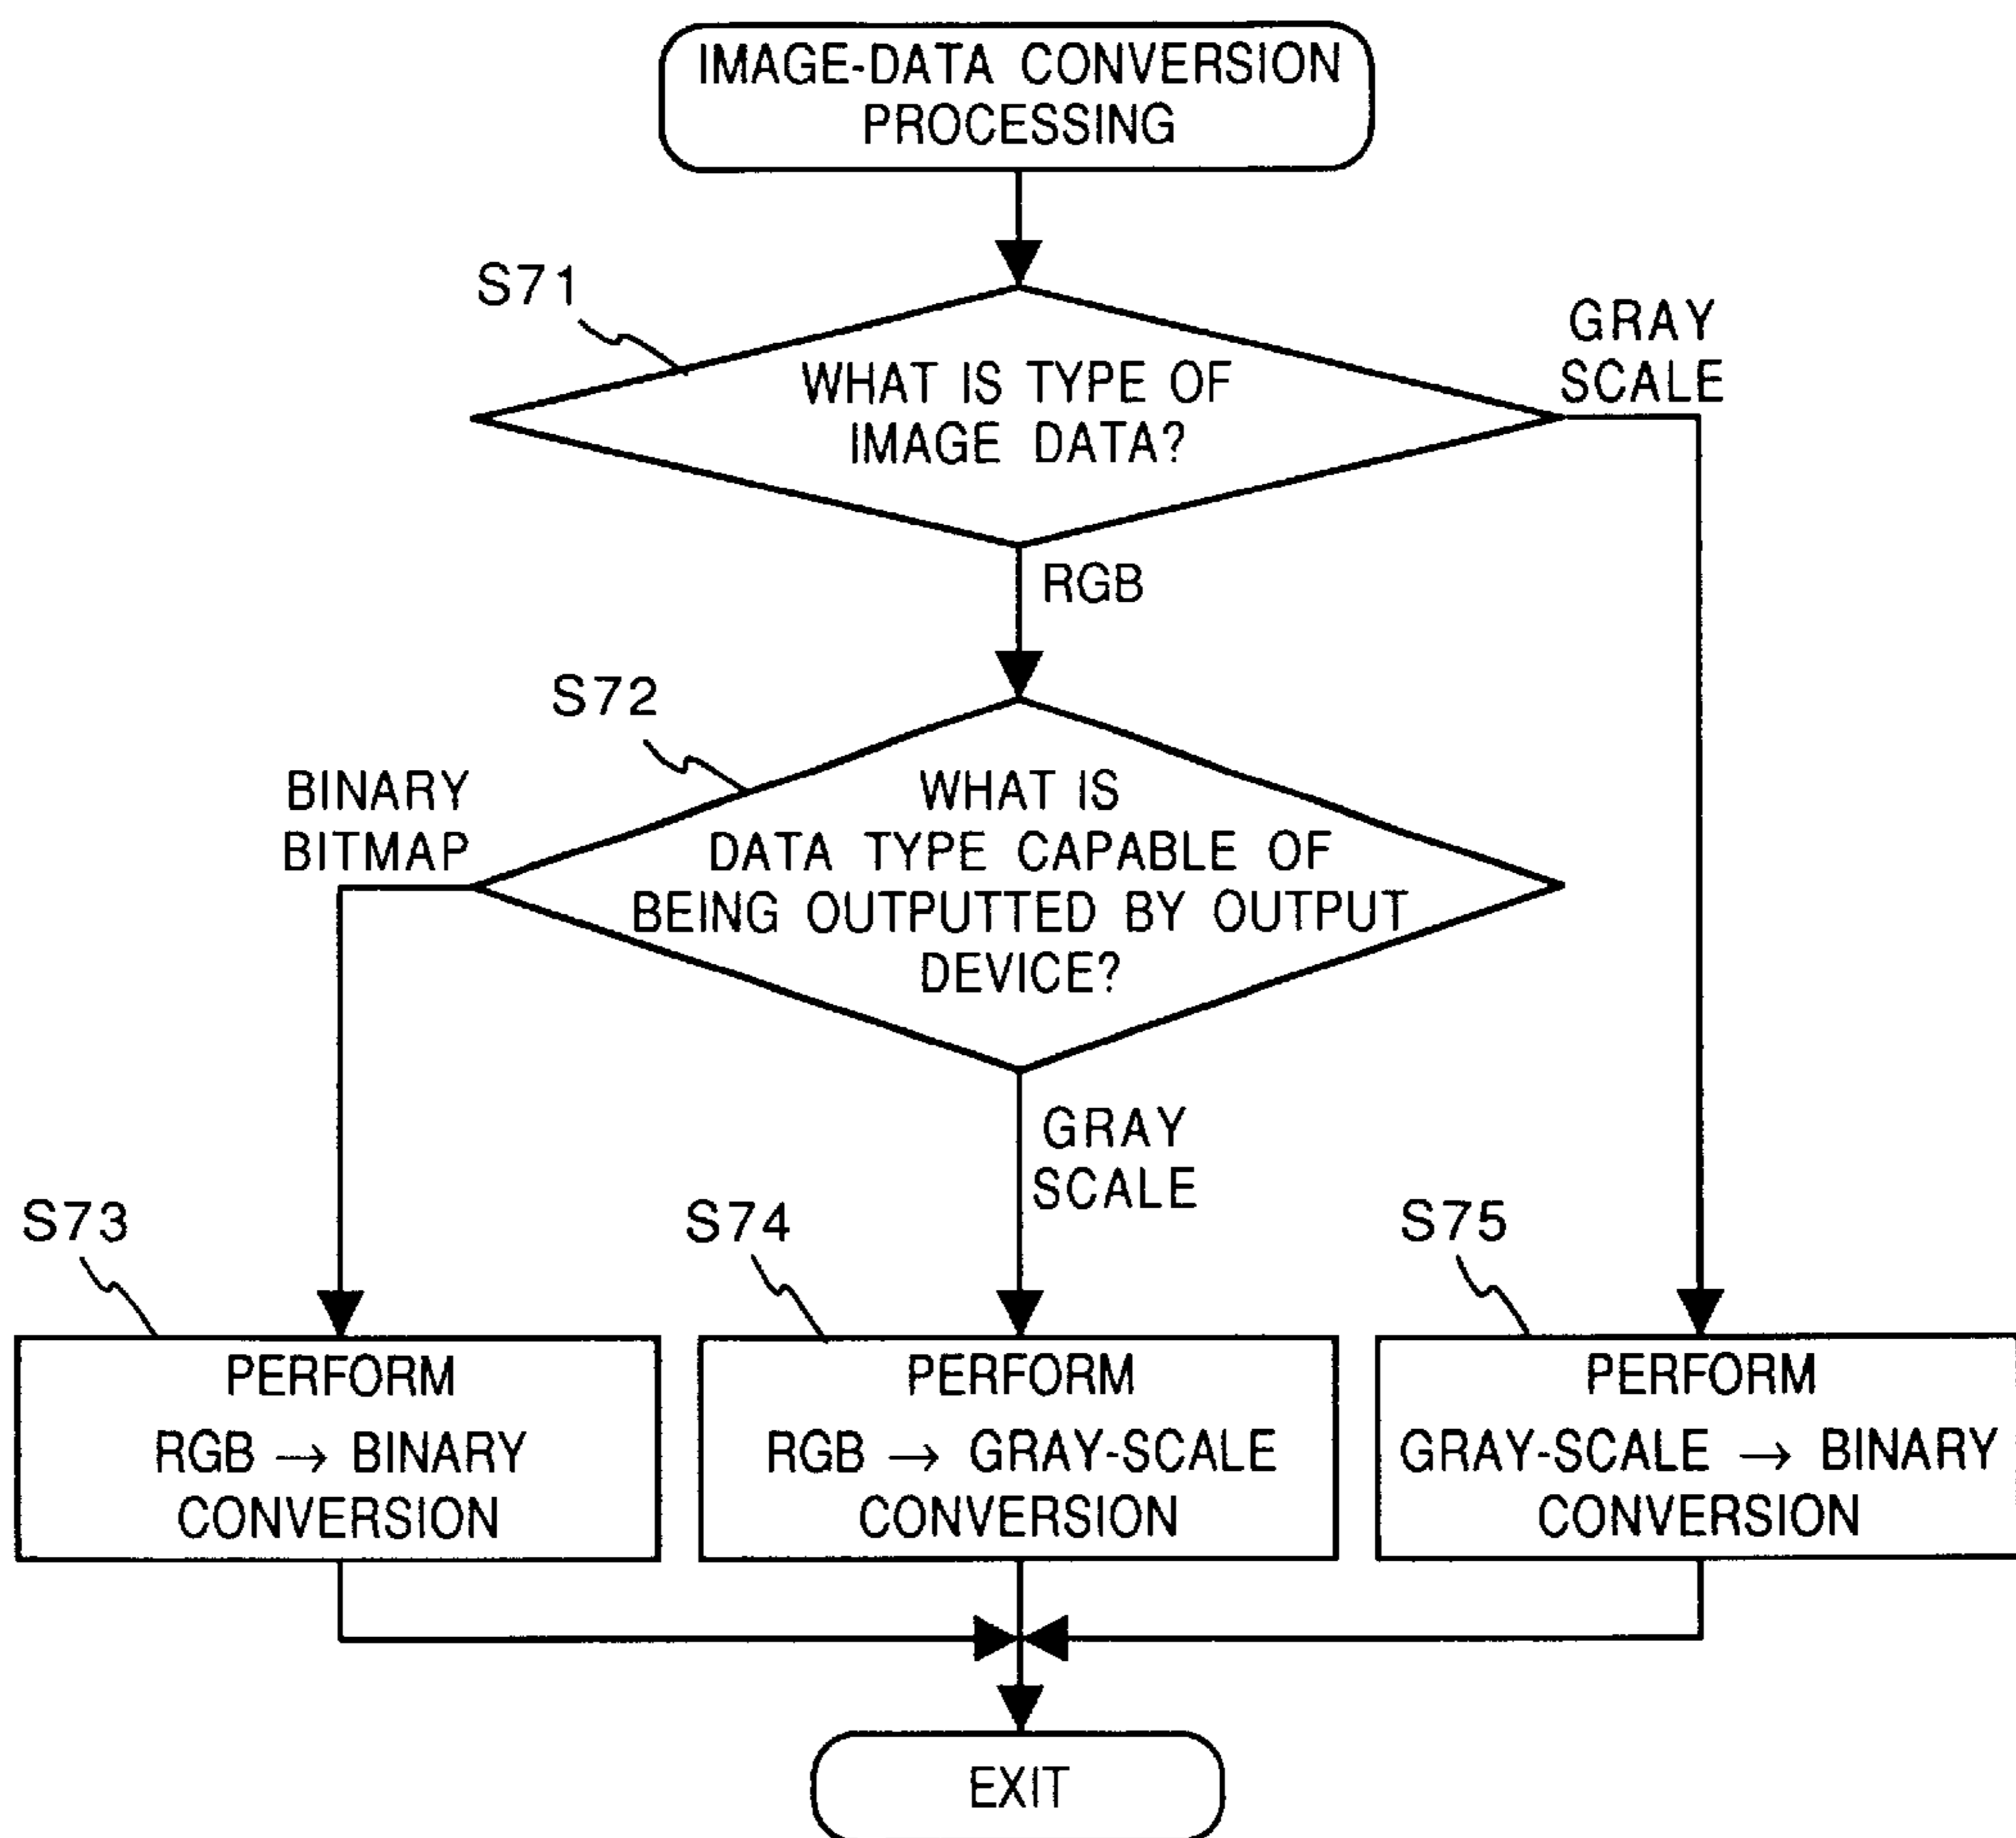 IMAGE-DATA CONVERSION
PROCESSING
S71
WHAT IS TYPE OF
IMAGE DATA?
GRAY
SCALE
RGB
S72
WHAT IS
DATA TYPE CAPABLE OF
BEING OUTPUTTED BY OUTPUT
DEVICE?
BINARY
BITMAP
GRAY
SCALE
S73
PERFORM
RGB → BINARY
CONVERSION
S74
PERFORM
RGB → GRAY-SCALE
CONVERSION
S75
PERFORM
GRAY-SCALE → BINARY
CONVERSION
EXIT